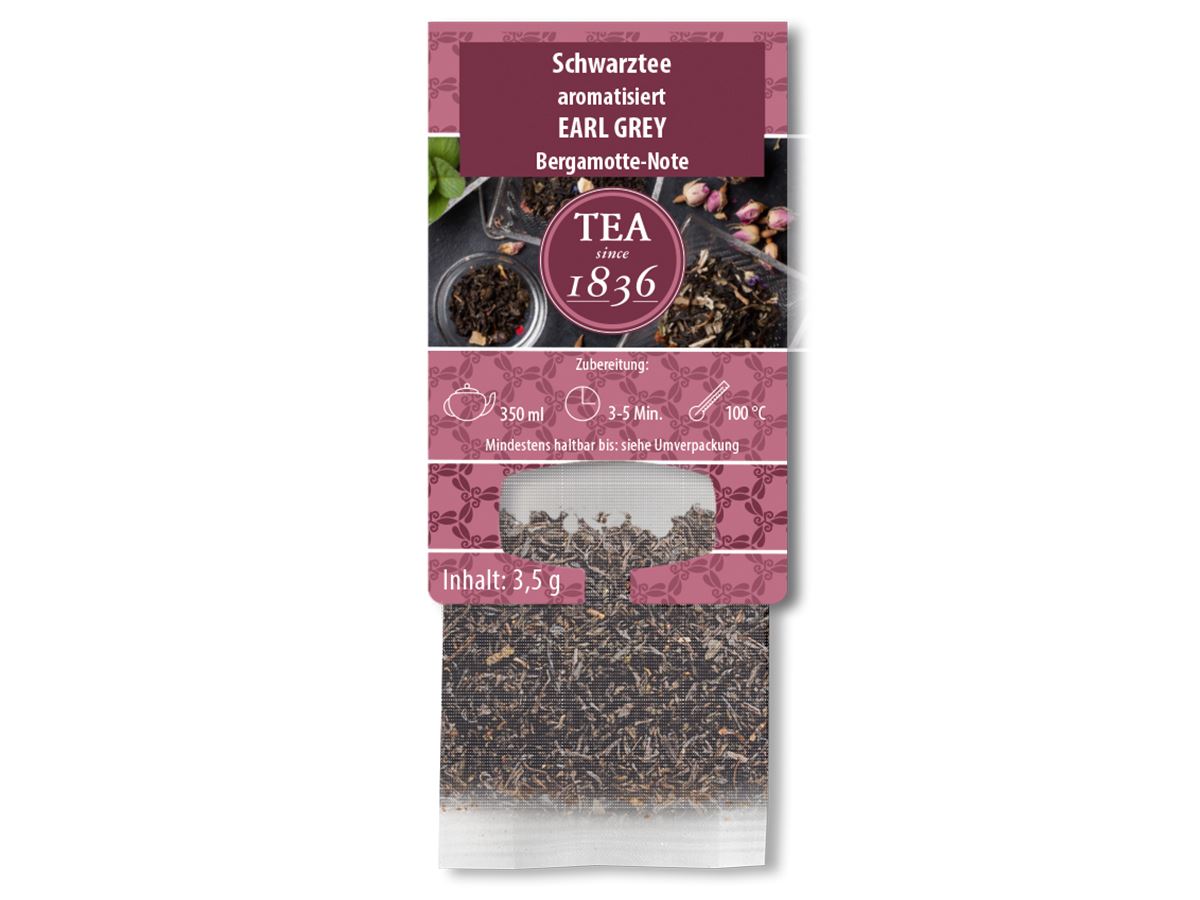 Schwarztee
aromatisiert
EARL GREY
Bergamotte-Note
TEA
since
1836
Zubereitung:
350 ml
3-5 Min.
100 °C
Mindestens haltbar bis: siehe Umverpackung
Inhalt: 3,5 g